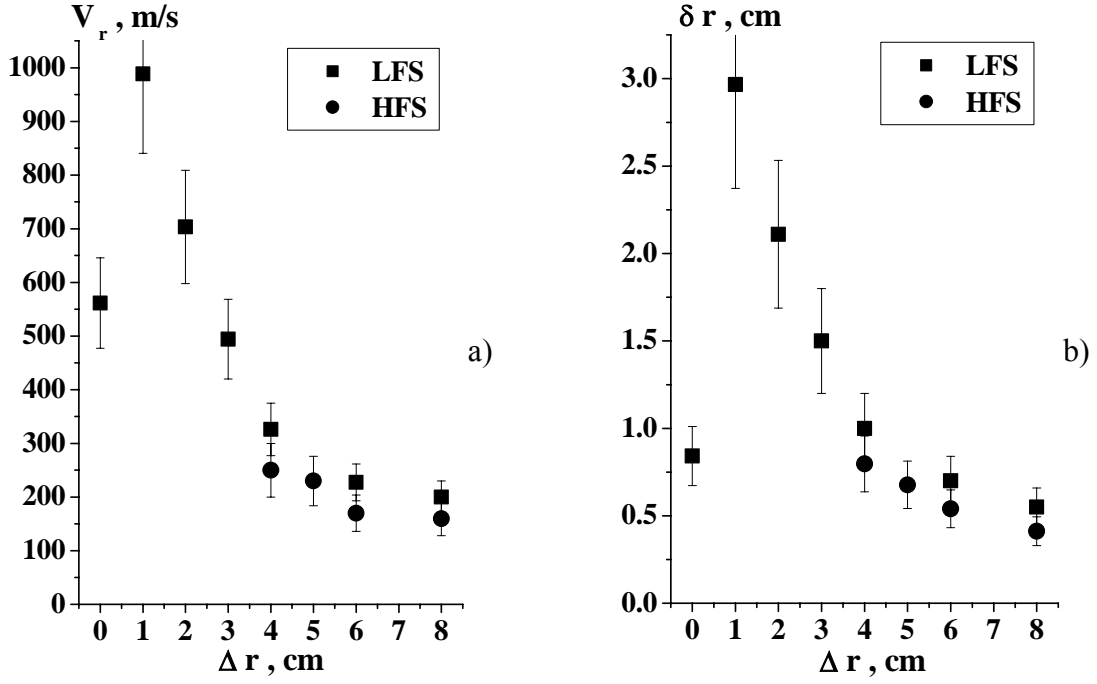 V r , m/s
1000
900
800
700
600
500
400
300
200
100
0
LFS
HFS
a)
0 1 2 3 4 5 6 7 8
Δ r , cm
δ r , cm
3.0
2.5
2.0
1.5
1.0
0.5
0.0
LFS
HFS
b)
0 1 2 3 4 5 6 7 8
Δ r , cm